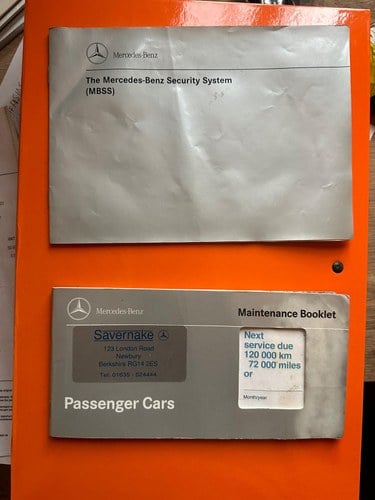 Mercedes-Benz
The Mercedes-Benz Security System
(MBSS)
Mercedes-Benz
Maintenance Booklet
Savernake
123 London Road
Newbury
Berkshire RG14 2ES
Tel: 01635 - 524444
Next
service due
120 000 km
72 000 miles
or
Month/year
Passenger Cars